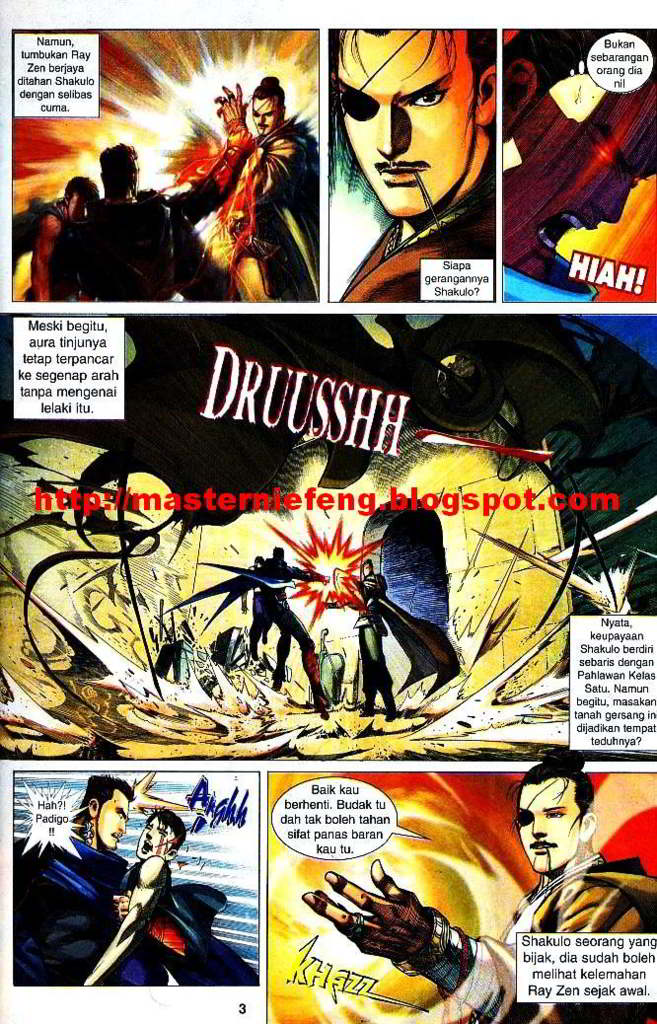 Namun,
tumbukan Ray
Zen berjaya
ditahan Shakulo
dengan selibas
cuma.
Siapa
gerangannya
Shakulo?
Bukan
sebarangan
orang dia
ni!
HIAH!
Meski begitu,
aura tinjunya
tetap terpancar
ke segenap arah
tanpa mengenai
lelaki itu.
DRUUSSHH
http://masterniefeng.blogspot.com
Nyata,
keupayaan
Shakulo berdiri
sebaris dengan
Pahlawan Kelas
Satu. Namun
begitu, masakan
tanah gersang in
dijadikan tempat
teduhnya?
Hah?!
Padigo
!!
Arghh
Baik kau
berhenti. Budak tu
dah tak boleh tahan
sifat panas baran
kau tu.
KHAZZ
Shakulo seorang yang
bijak, dia sudah boleh
melihat kelemahan
Ray Zen sejak awal.
3